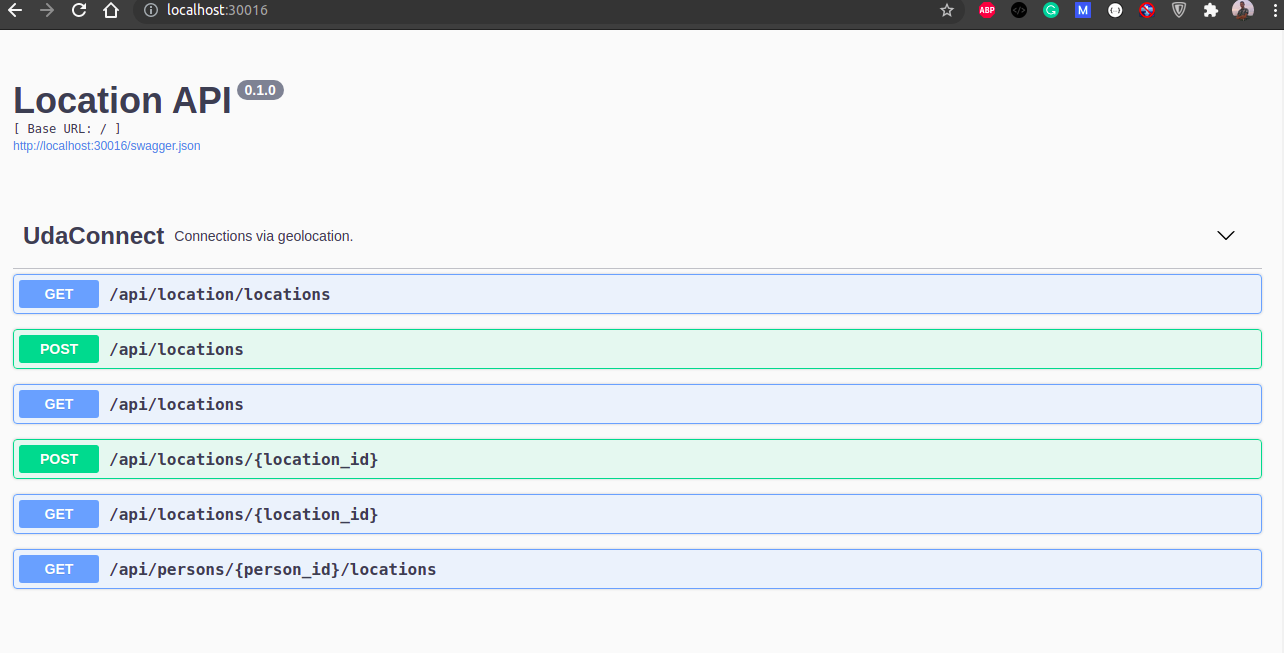 localhost:30016
ABP
</>
G
M
{-}
Location API 0.1.0
[ Base URL: / ]
http://localhost:30016/swagger.json
UdaConnect Connections via geolocation.
GET /api/location/locations
POST /api/locations
GET /api/locations
POST /api/locations/{location_id}
GET /api/locations/{location_id}
GET /api/persons/{person_id}/locations